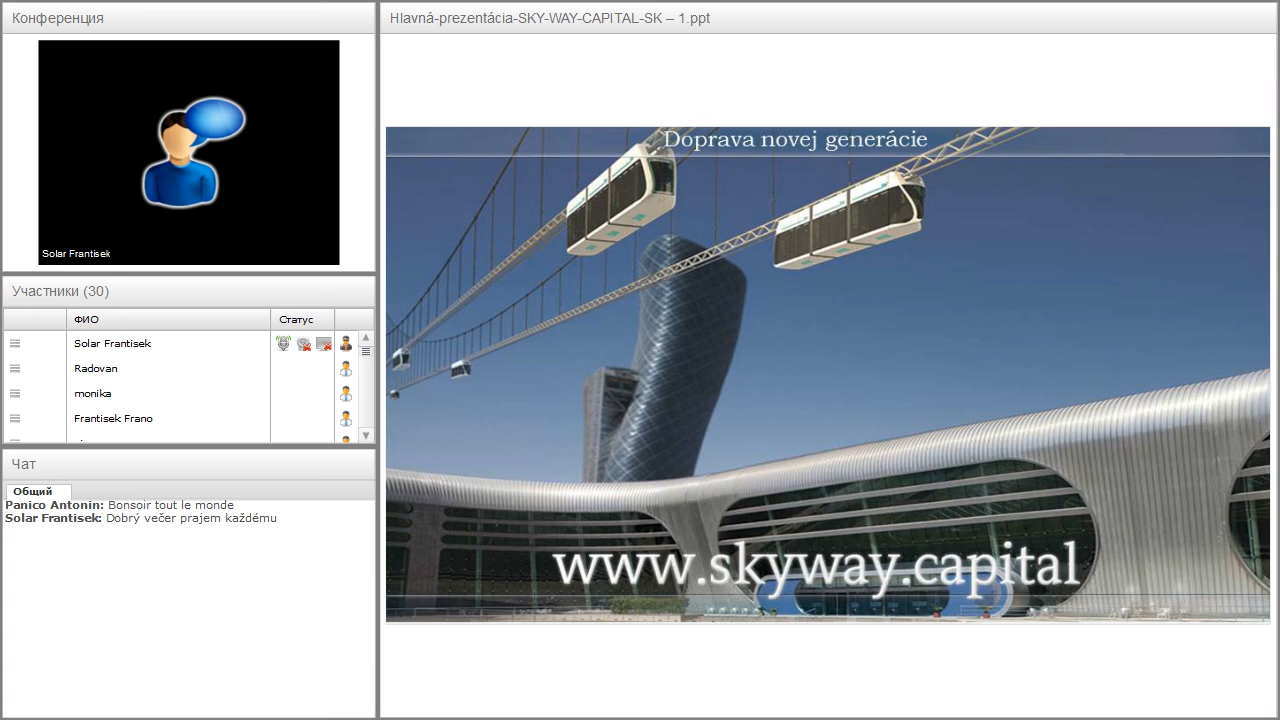 Конференция
Solar Frantisek
Участники (30)
ФИО
Статус
Solar Frantisek
Radovan
monika
Frantisek Frano
Чат
Общий
Panico Antonin: Bonsoir tout le monde
Solar Frantisek: Dobrý večer prajem každému
Hlavná-prezentácia-SKY-WAY-CAPITAL-SK – 1.ppt
Doprava novej generácie
www.skyway.capital